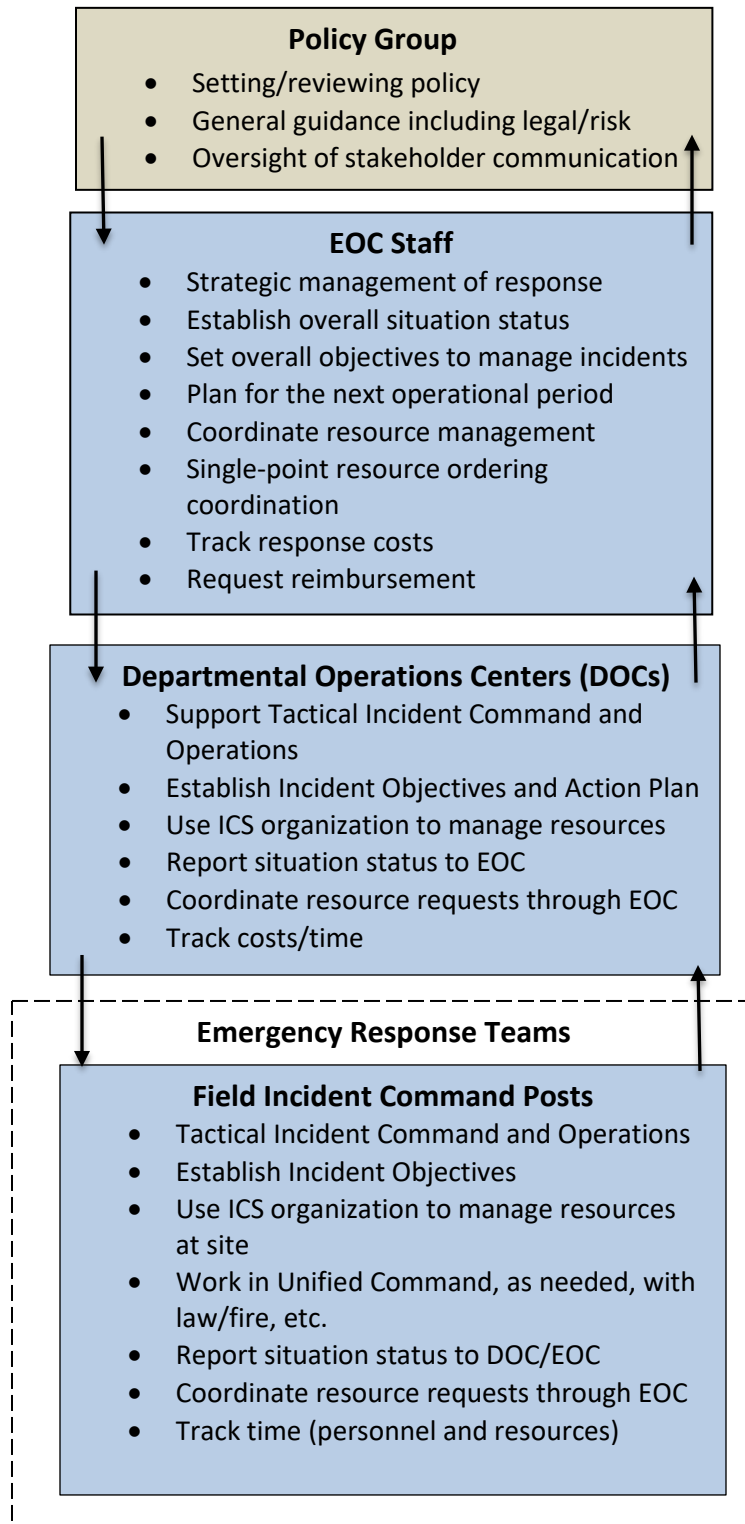 Policy Group
• Setting/reviewing policy
• General guidance including legal/risk
• Oversight of stakeholder communication
EOC Staff
• Strategic management of response
• Establish overall situation status
• Set overall objectives to manage incidents
• Plan for the next operational period
• Coordinate resource management
• Single-point resource ordering
coordination
• Track response costs
• Request reimbursement
Departmental Operations Centers (DOCs)
• Support Tactical Incident Command and
Operations
• Establish Incident Objectives and Action Plan
• Use ICS organization to manage resources
• Report situation status to EOC
• Coordinate resource requests through EOC
• Track costs/time
Emergency Response Teams
Field Incident Command Posts
• Tactical Incident Command and Operations
• Establish Incident Objectives
• Use ICS organization to manage resources
at site
• Work in Unified Command, as needed, with
law/fire, etc.
• Report situation status to DOC/EOC
• Coordinate resource requests through EOC
• Track time (personnel and resources)